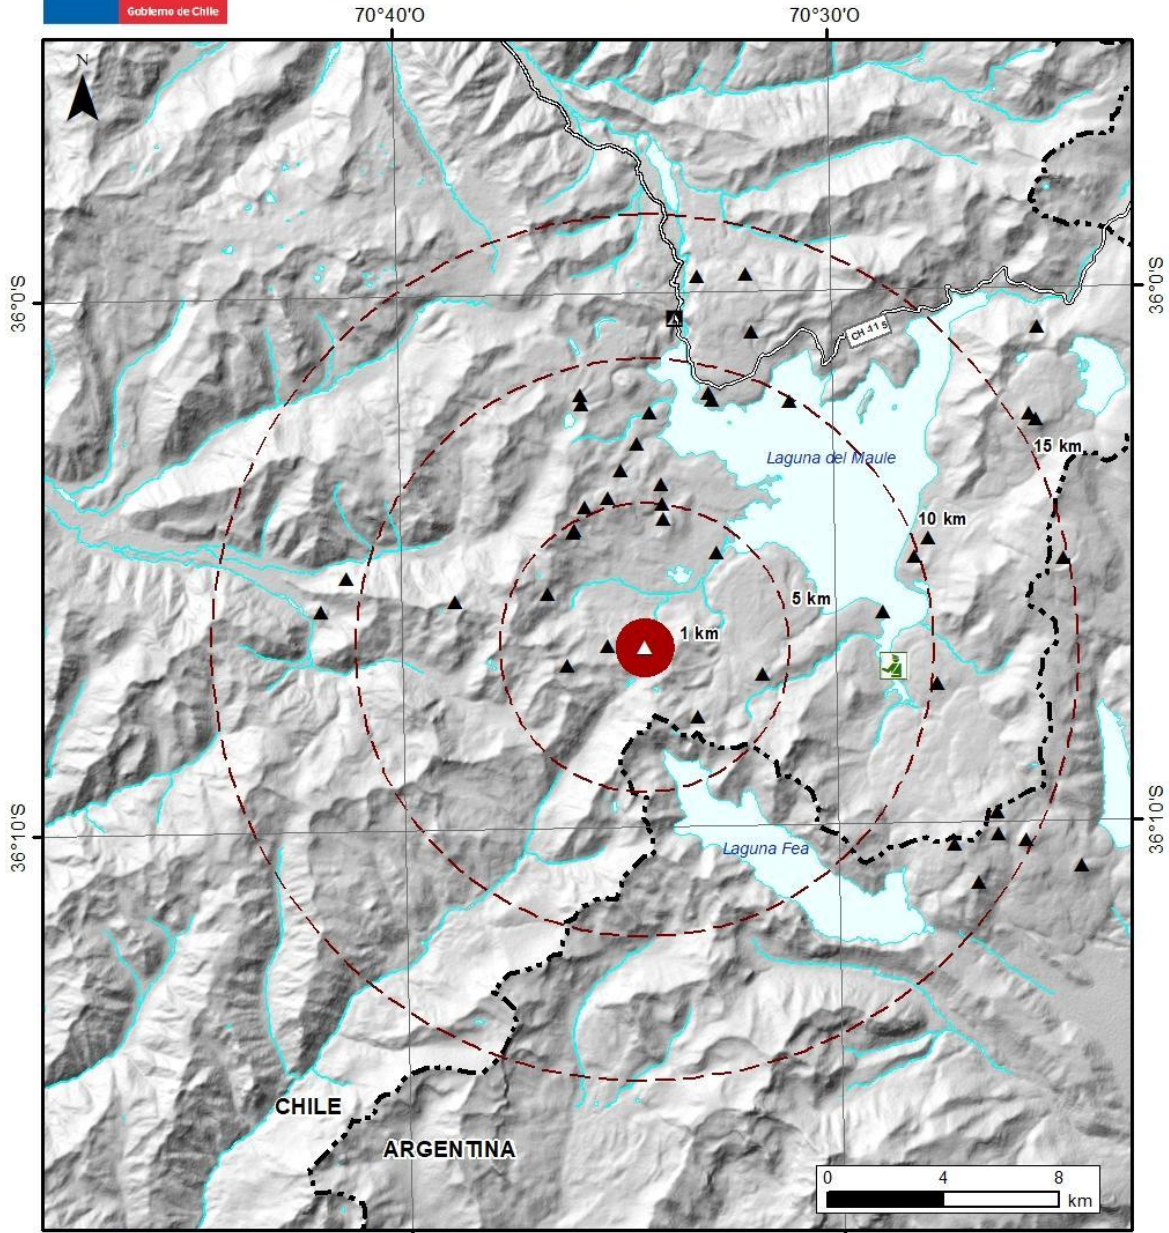 Gobierno de Chile
70°40'O
70°30'O
N
36°0'S
36°0'S
CH 115
Laguna del Maule
15 km
10 km
5 km
1 km
36°10'S
36°10'S
Laguna Fea
CHILE
ARGENTINA
0 4 8
km